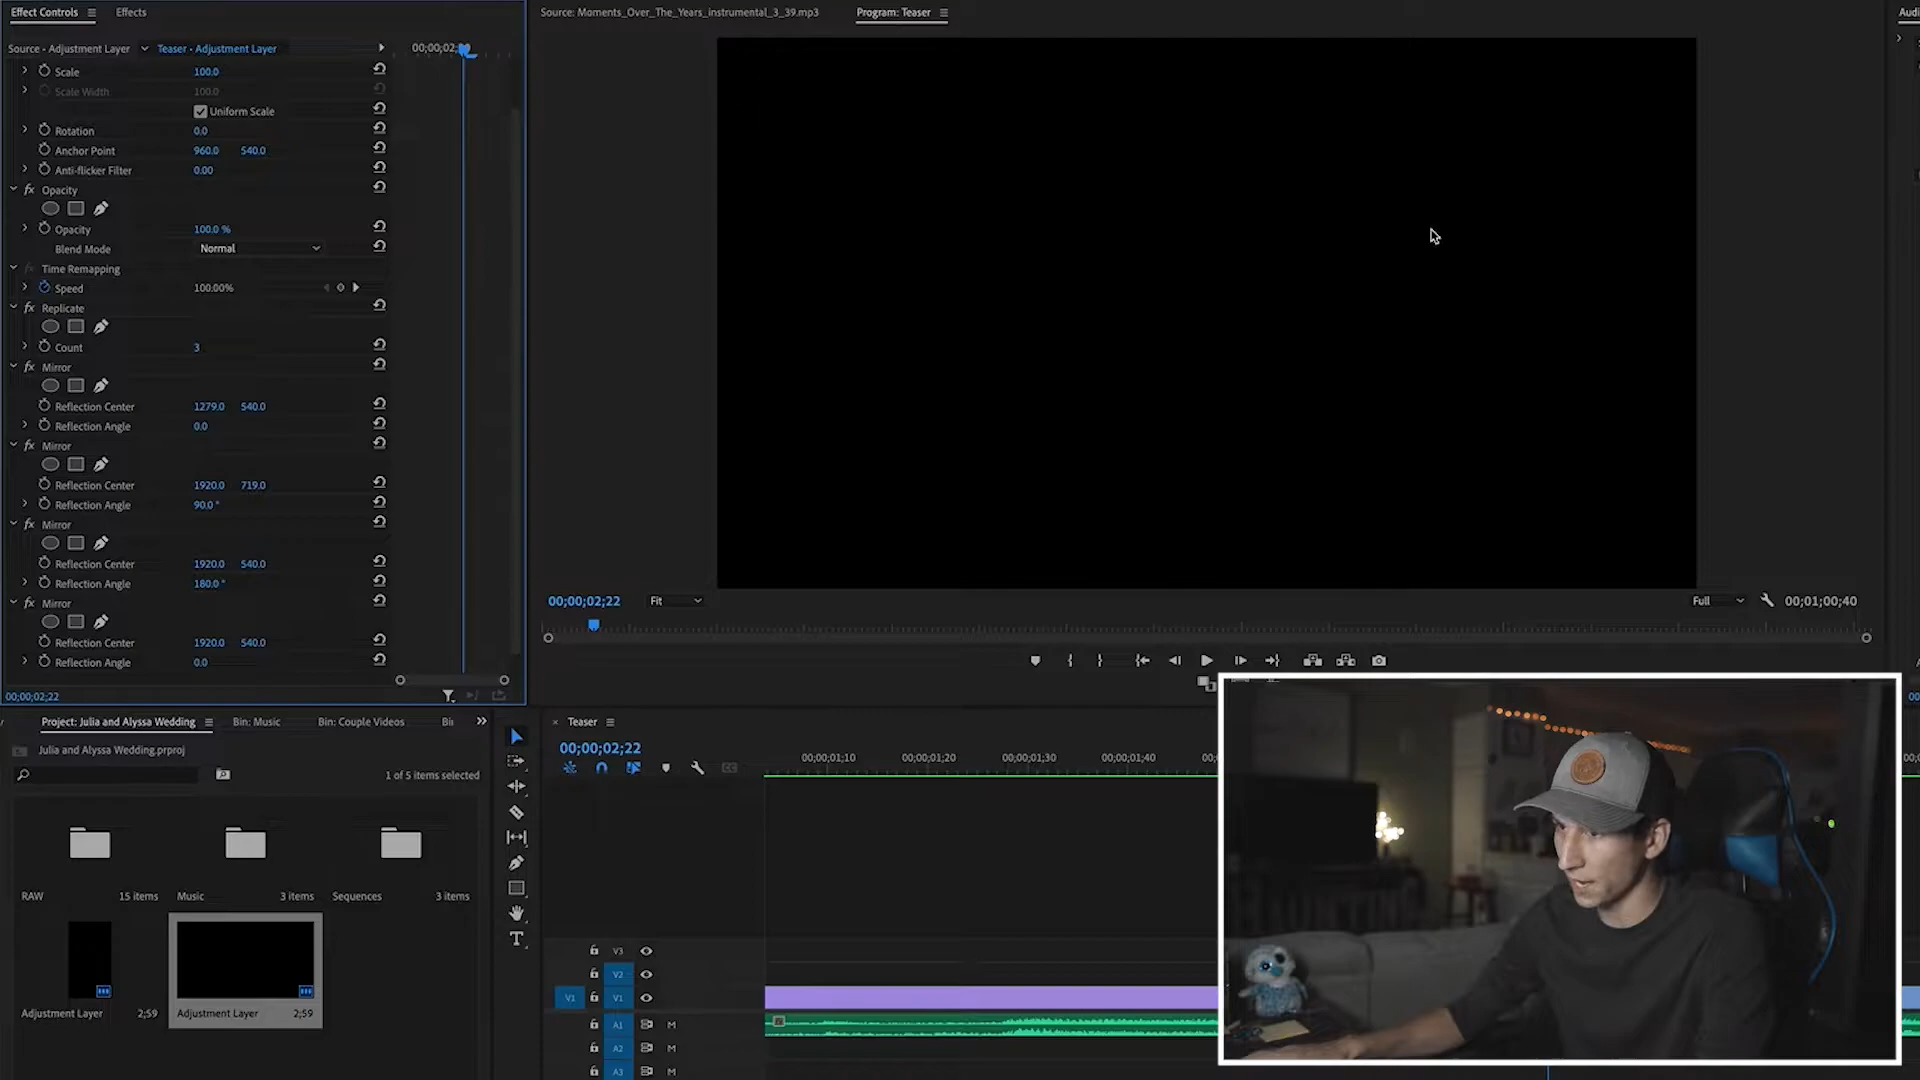 Effect Controls
Effects
Source: Moments_Over_The_Years_instrumental_3_39.mp3
Program: Teaser
Audi
Source - Adjustment Layer
Teaser - Adjustment Layer
Scale 100.0
Scale Width 100.0
Uniform Scale
Rotation 0.0
Anchor Point 960.0 540.0
Anti-flicker Filter 0.00
fx Opacity
Opacity 100.0 %
Blend Mode Normal
Time Remapping
Speed 100.00%
fx Replicate
Count 3
fx Mirror
Reflection Center 1279.0 540.0
Reflection Angle 0.0
fx Mirror
Reflection Center 1920.0 719.0
Reflection Angle 90.0 °
fx Mirror
Reflection Center 1920.0 540.0
Reflection Angle 180.0 °
fx Mirror
Reflection Center 1920.0 540.0
Reflection Angle 0.0
00;00;02;22
00;00;02;22 Fit Full 00;01;00;40
Project: Julia and Alyssa Wedding
Bin: Music
Bin: Couple Videos
Bi
Julia and Alyssa Wedding.prproj
1 of 5 items selected
RAW 15 items
Music 3 items
Sequences 3 items
Adjustment Layer 2;59
Adjustment Layer 2;59
× Teaser
00;00;02;22
00;00;01;10 00;00;01;20 00;00;01;30 00;00;01;40
V3
V2
V1 V1
A1 M
A2 M
A3 M